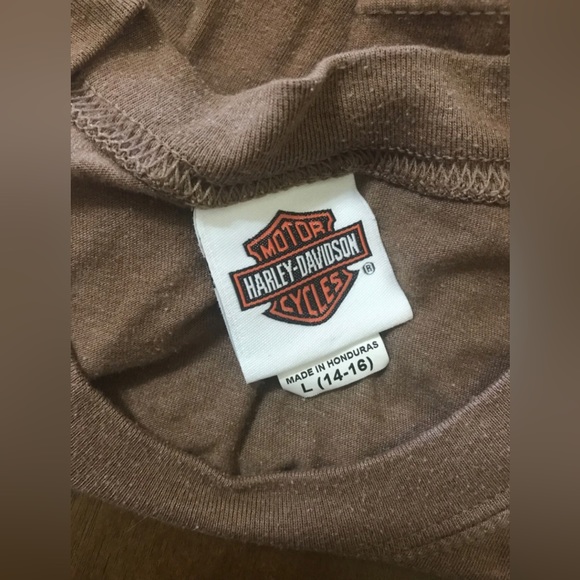 MOTOR
HARLEY-DAVIDSON
CYCLES
®
MADE IN HONDURAS
L (14-16)